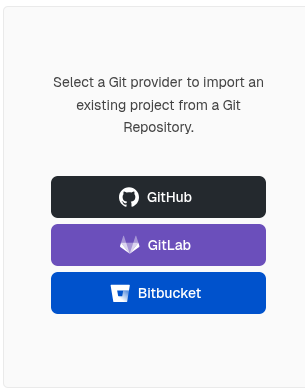 Select a Git provider to import an
existing project from a Git
Repository.
GitHub
GitLab
Bitbucket